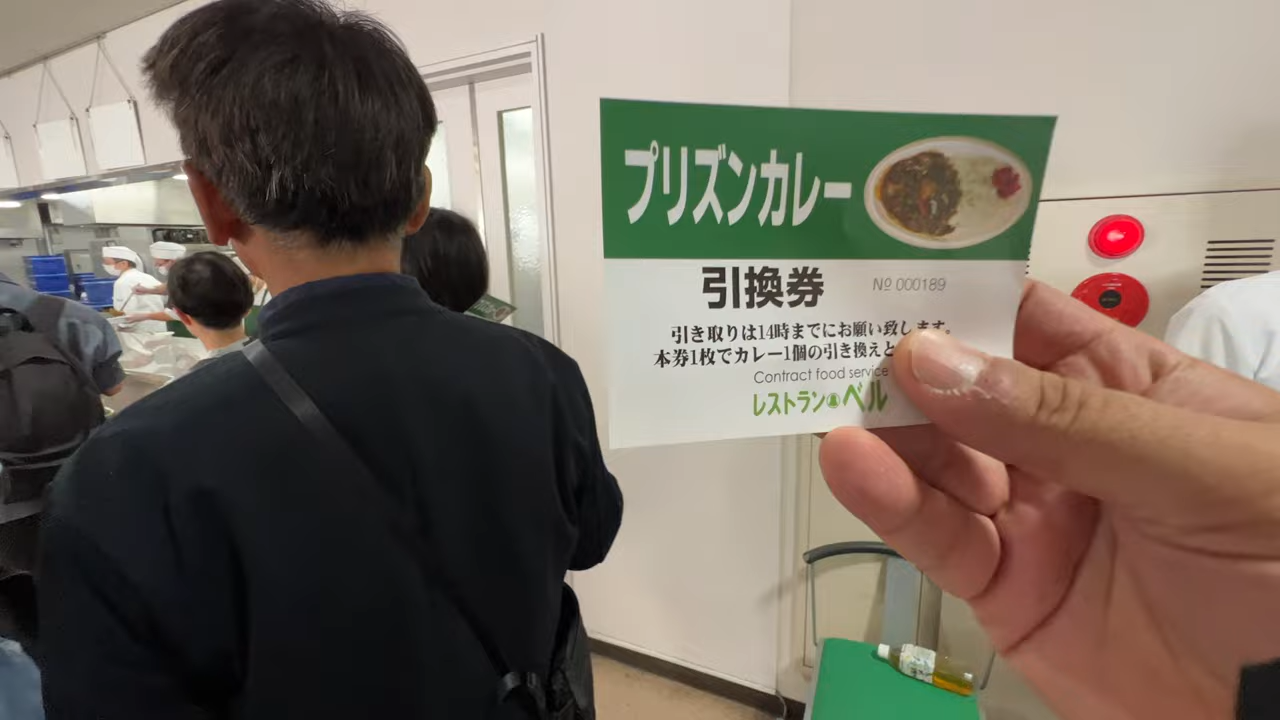 プリズンカレー
引換券
№ 000189
引き取りは14時までにお願い致します。
本券1枚でカレー1個の引き換えと
Contract food service
レストランベル